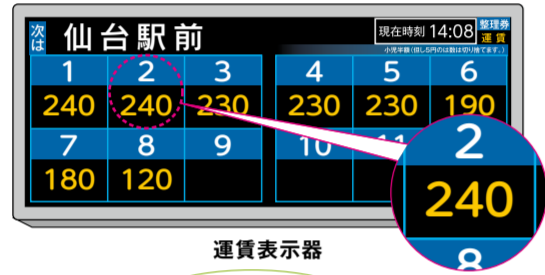 次は 仙台駅前 現在時刻 14:08 整理券 運賃
小児半額(但し5円のは数は切り捨てます。)
1 2 3 4 5 6
240 240 230 230 230 190
7 8 9 10 11
180 120
2
240
8
運賃表示器